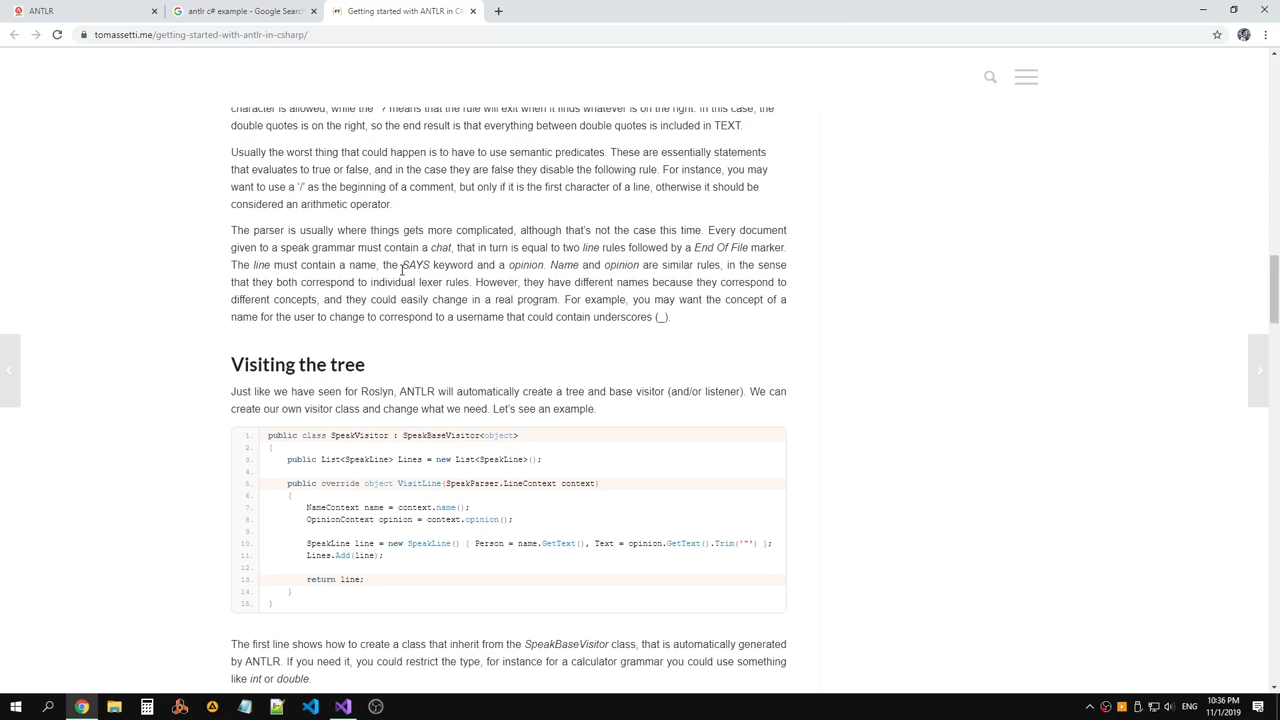 ANTLR
antlr c# example - Google Search
Getting started with ANTLR in C#
tomassetti.me/getting-started-with-antlr-in-csharp/
character is allowed, while the '?' means that the rule will exit when it finds whatever is on the right. In this case, the
double quotes is on the right, so the end result is that everything between double quotes is included in TEXT.
Usually the worst thing that could happen is to have to use semantic predicates. These are essentially statements
that evaluates to true or false, and in the case they are false they disable the following rule. For instance, you may
want to use a '/' as the beginning of a comment, but only if it is the first character of a line, otherwise it should be
considered an arithmetic operator.
The parser is usually where things gets more complicated, although that's not the case this time. Every document
given to a speak grammar must contain a chat, that in turn is equal to two line rules followed by a End Of File marker.
The line must contain a name, the SAYS keyword and a opinion. Name and opinion are similar rules, in the sense
that they both correspond to individual lexer rules. However, they have different names because they correspond to
different concepts, and they could easily change in a real program. For example, you may want the concept of a
name for the user to change to correspond to a username that could contain underscores (_).
Visiting the tree
Just like we have seen for Roslyn, ANTLR will automatically create a tree and base visitor (and/or listener). We can
create our own visitor class and change what we need. Let's see an example.
1. public class SpeakVisitor : SpeakBaseVisitor<object>
2. {
3. public List<SpeakLine> Lines = new List<SpeakLine>();
4.
5. public override object VisitLine(SpeakParser.LineContext context)
6. {
7. NameContext name = context.name();
8. OpinionContext opinion = context.opinion();
9.
10. SpeakLine line = new SpeakLine() { Person = name.GetText(), Text = opinion.GetText().Trim('"') };
11. Lines.Add(line);
12.
13. return line;
14. }
15. }
The first line shows how to create a class that inherit from the SpeakBaseVisitor class, that is automatically generated
by ANTLR. If you need it, you could restrict the type, for instance for a calculator grammar you could use something
like int or double.
ENG
10:36 PM
11/1/2019